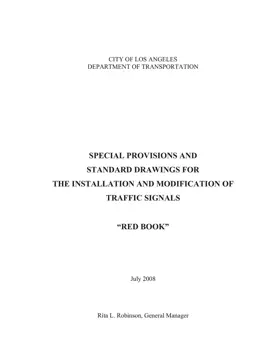 CITY OF LOS ANGELES
DEPARTMENT OF TRANSPORTATION
SPECIAL PROVISIONS AND
STANDARD DRAWINGS FOR
THE INSTALLATION AND MODIFICATION OF
TRAFFIC SIGNALS
“RED BOOK”
July 2008
Rita L. Robinson, General Manager